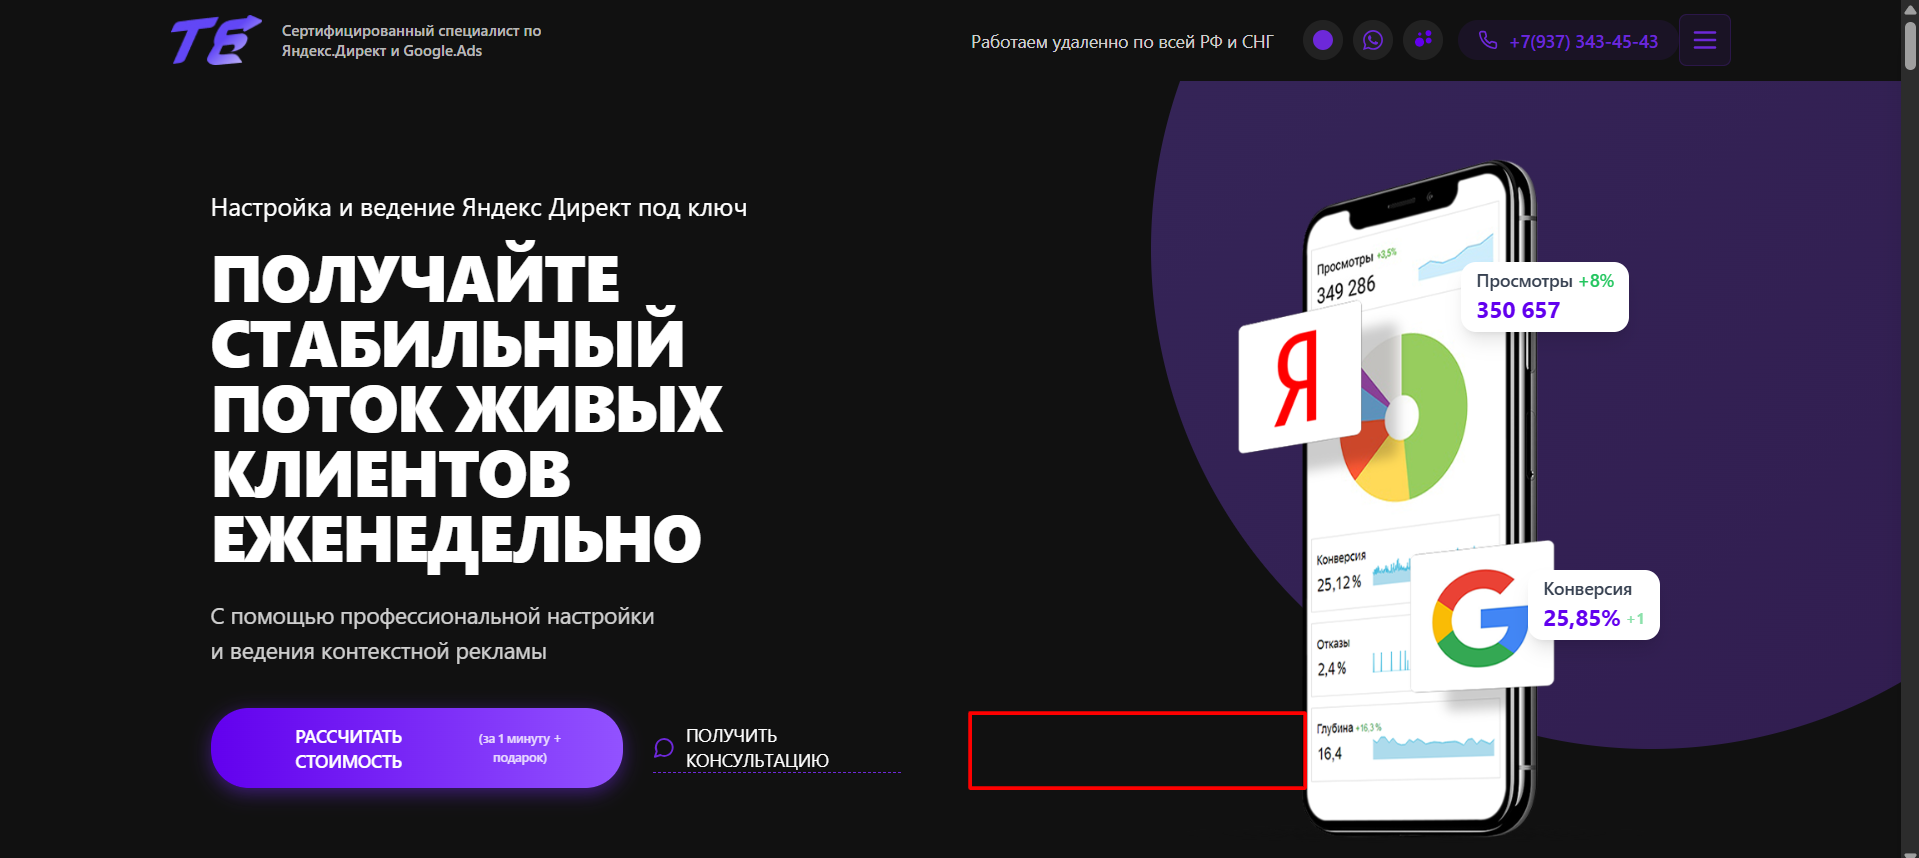 ТЕ
Сертифицированный специалист по
Яндекс.Директ и Google.Ads
Работаем удаленно по всей РФ и СНГ
+7(937) 343-45-43
Настройка и ведение Яндекс Директ под ключ
ПОЛУЧАЙТЕ
СТАБИЛЬНЫЙ
ПОТОК ЖИВЫХ
КЛИЕНТОВ
ЕЖЕНЕДЕЛЬНО
С помощью профессиональной настройки
и ведения контекстной рекламы
РАССЧИТАТЬ
СТОИМОСТЬ
(за 1 минуту +
подарок)
ПОЛУЧИТЬ
КОНСУЛЬТАЦИЮ
Просмотры +3,5%
349 286
Просмотры +8%
350 657
Я
Конверсия
25,12%
G
Конверсия
25,85% +1
Отказы
2,4%
Глубина +16,3%
16,4